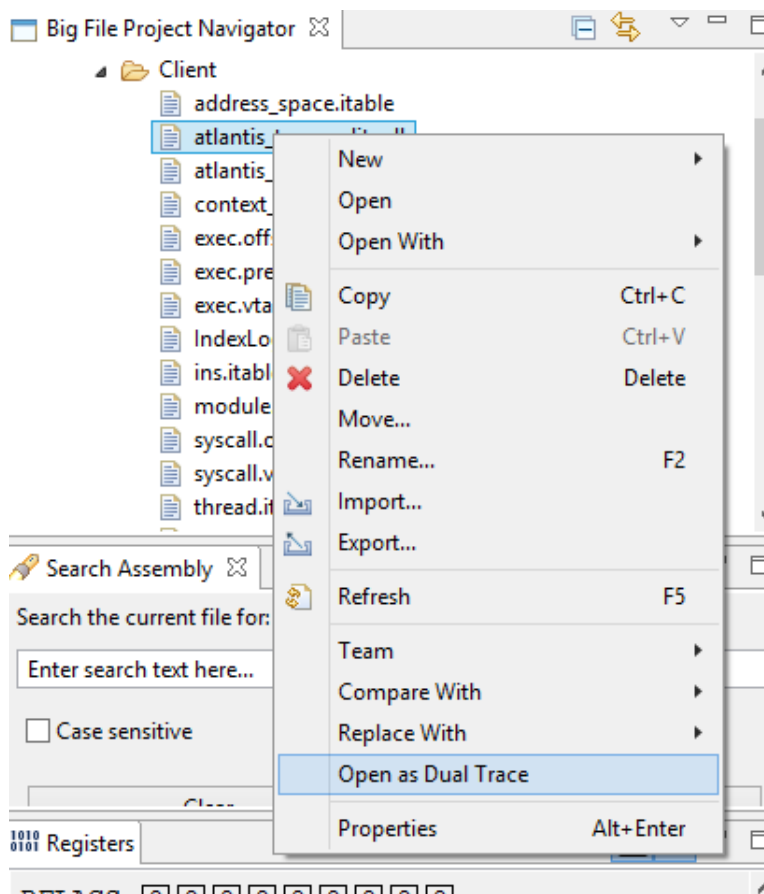 Big File Project Navigator
Client
address_space.itable
atlantis_
atlantis_
context_
exec.off
exec.pre
exec.vta
IndexLo
ins.itabl
module
syscall.o
syscall.v
thread.it
New
Open
Open With
Copy Ctrl+C
Paste Ctrl+V
Delete Delete
Move...
Rename... F2
Import...
Export...
Refresh F5
Team
Compare With
Replace With
Open as Dual Trace
Properties Alt+Enter
Search Assembly
Search the current file for:
Enter search text here...
Case sensitive
Clear
1010
0101 Registers